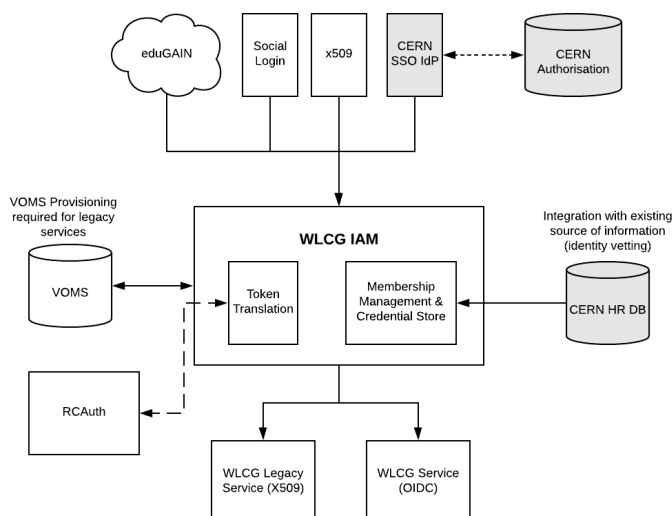 eduGAIN
Social
Login
x509
CERN
SSO IdP
CERN
Authorisation
VOMS Provisioning
required for legacy
services
VOMS
WLCG IAM
Token
Translation
Membership
Management &
Credential Store
Integration with existing
source of information
(identity vetting)
CERN HR DB
RCAuth
WLCG Legacy
Service (X509)
WLCG Service
(OIDC)